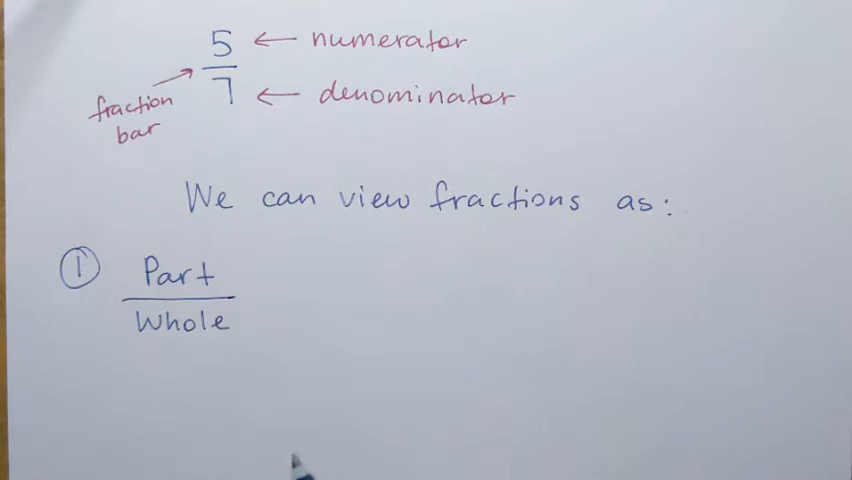 5 ← numerator
7 ← denominator
fraction
bar
We can view fractions as:
① Part
Whole